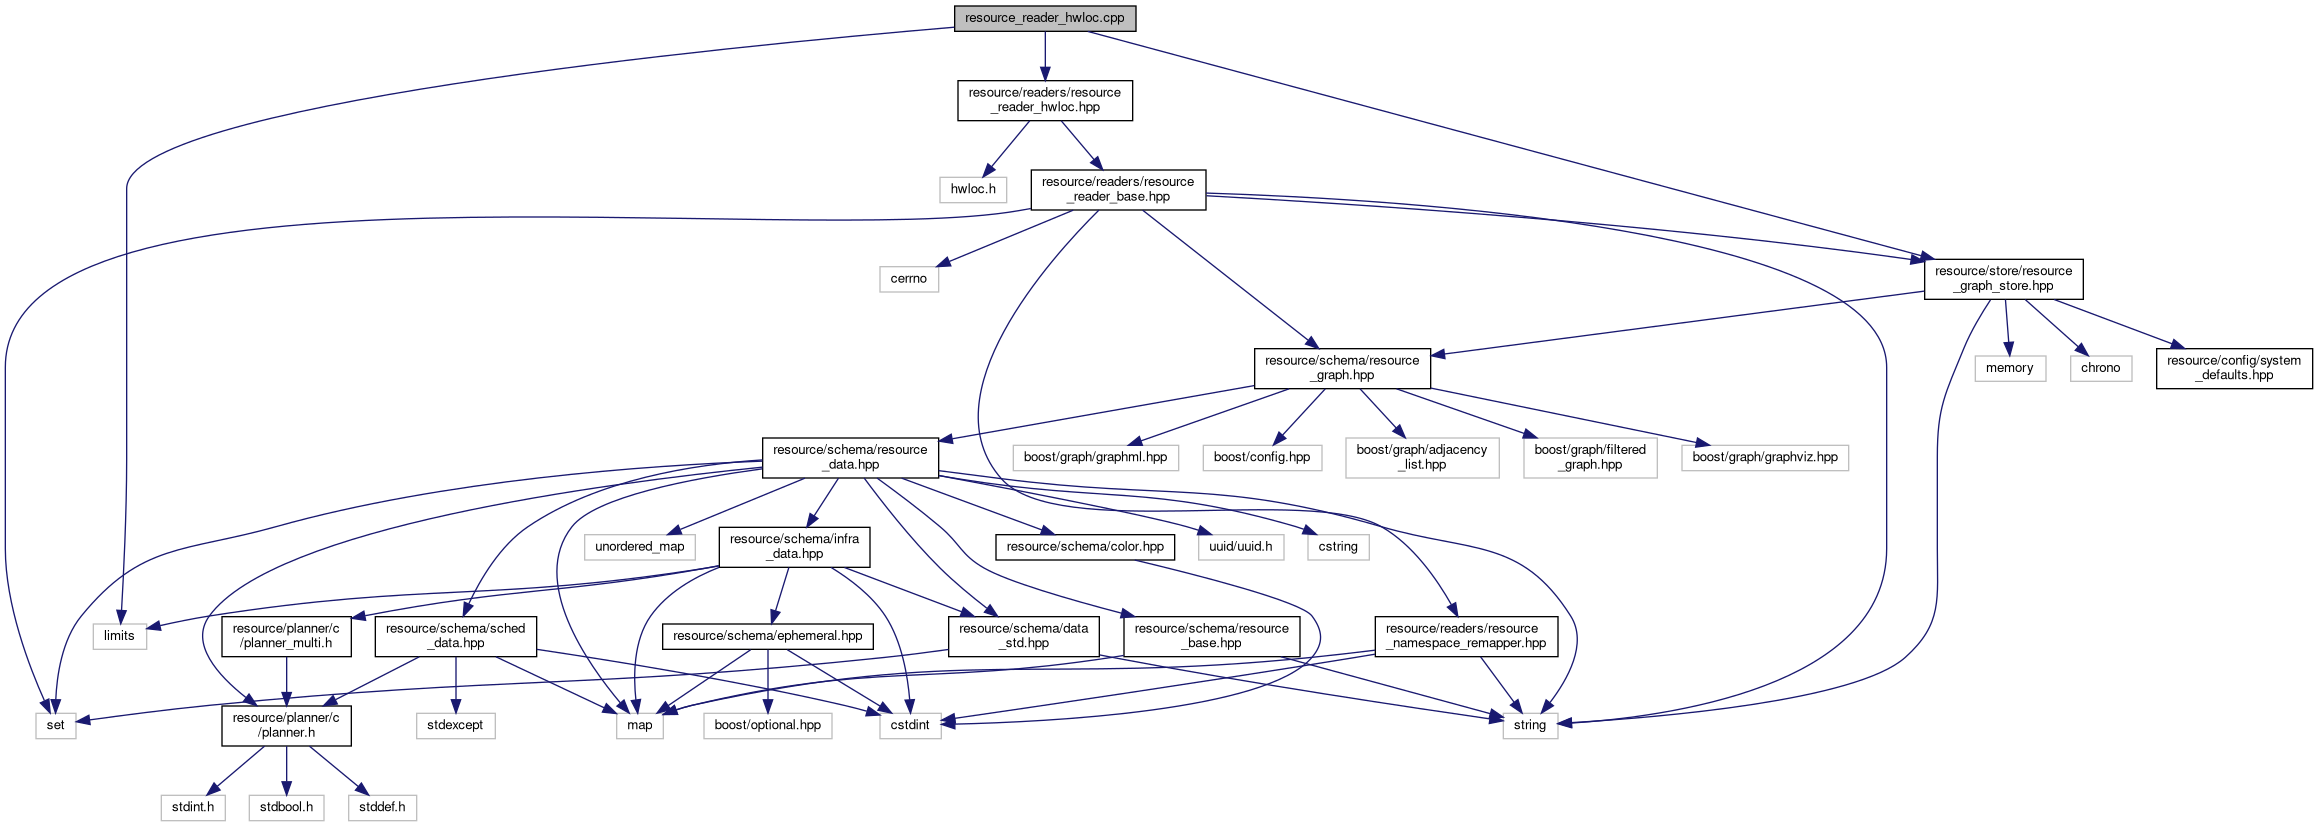 resource_reader_hwloc.cpp
resource/readers/resource
_reader_hwloc.hpp
hwloc.h
resource/readers/resource
_reader_base.hpp
cerrno
resource/store/resource
_graph_store.hpp
resource/schema/resource
_graph.hpp
memory
chrono
resource/config/system
_defaults.hpp
resource/schema/resource
_data.hpp
boost/graph/graphml.hpp
boost/config.hpp
boost/graph/adjacency
_list.hpp
boost/graph/filtered
_graph.hpp
boost/graph/graphviz.hpp
unordered_map
resource/schema/infra
_data.hpp
resource/schema/color.hpp
uuid/uuid.h
cstring
limits
resource/planner/c
/planner_multi.h
resource/schema/sched
_data.hpp
resource/schema/ephemeral.hpp
resource/schema/data
_std.hpp
resource/schema/resource
_base.hpp
resource/readers/resource
_namespace_remapper.hpp
set
resource/planner/c
/planner.h
stdexcept
map
boost/optional.hpp
cstdint
string
stdint.h
stdbool.h
stddef.h